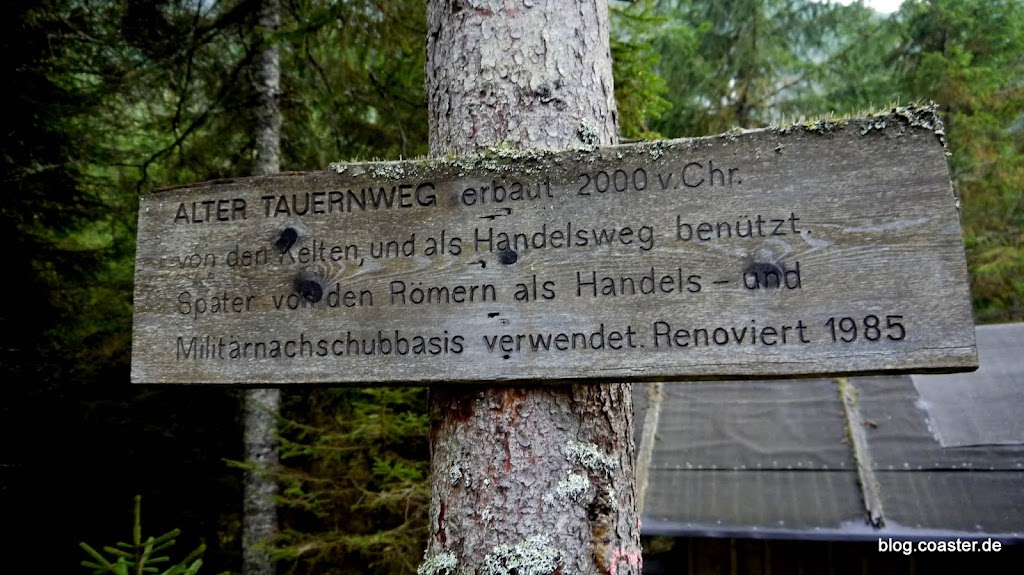 ALTER TAUERNWEG erbaut 2000 v. Chr.
von den Kelten, und als Handelsweg benützt.
Später von den Römern als Handels - und
Militärnachschubbasis verwendet. Renoviert 1985
blog.coaster.de